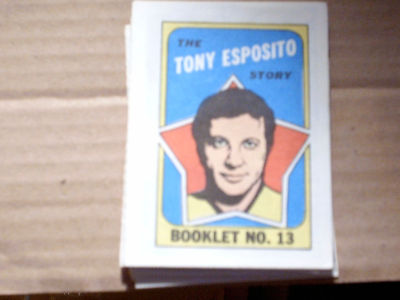 THE
TONY ESPOSITO
STORY
BOOKLET NO. 13